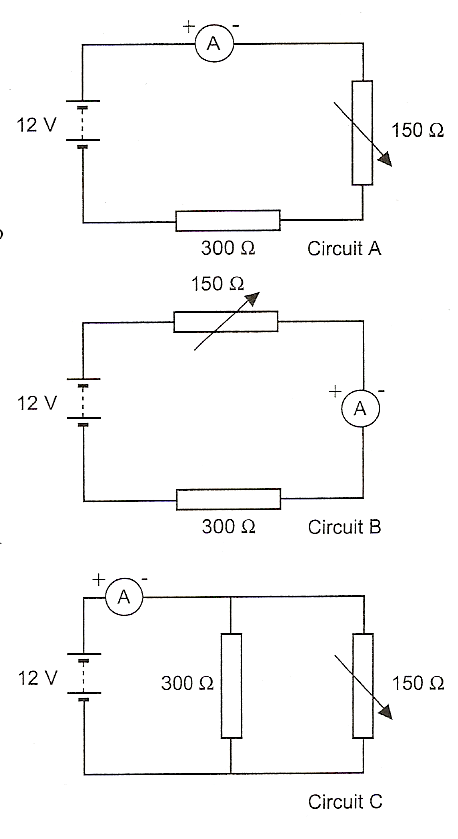 + A -
12 V
150 Ω
300 Ω
Circuit A
150 Ω
12 V
+ -
A
300 Ω
Circuit B
+ A -
12 V
300 Ω
150 Ω
Circuit C